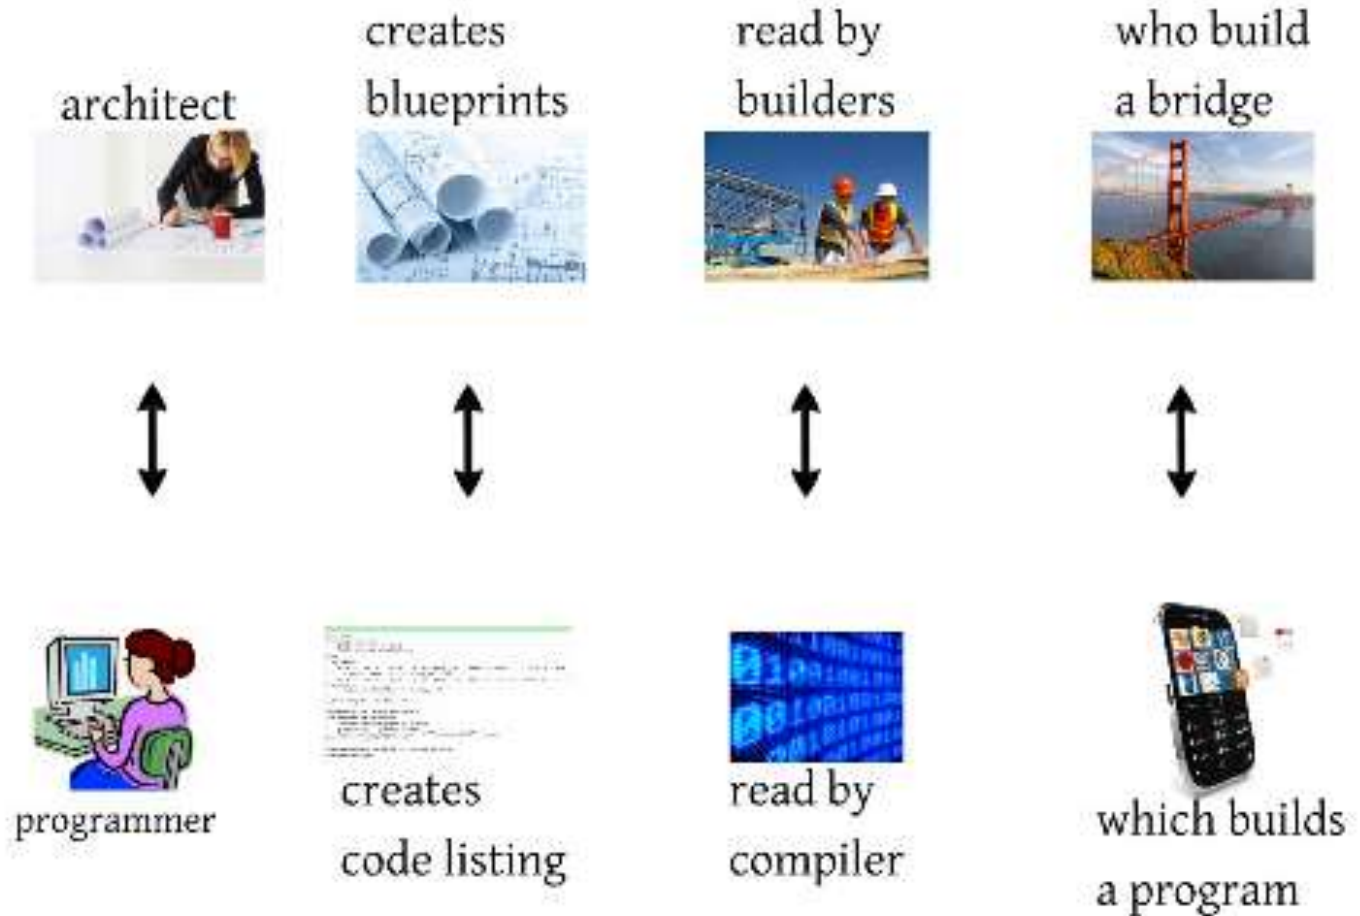 architect
creates
blueprints
read by
builders
who build
a bridge
programmer
creates
code listing
read by
compiler
which builds
a program